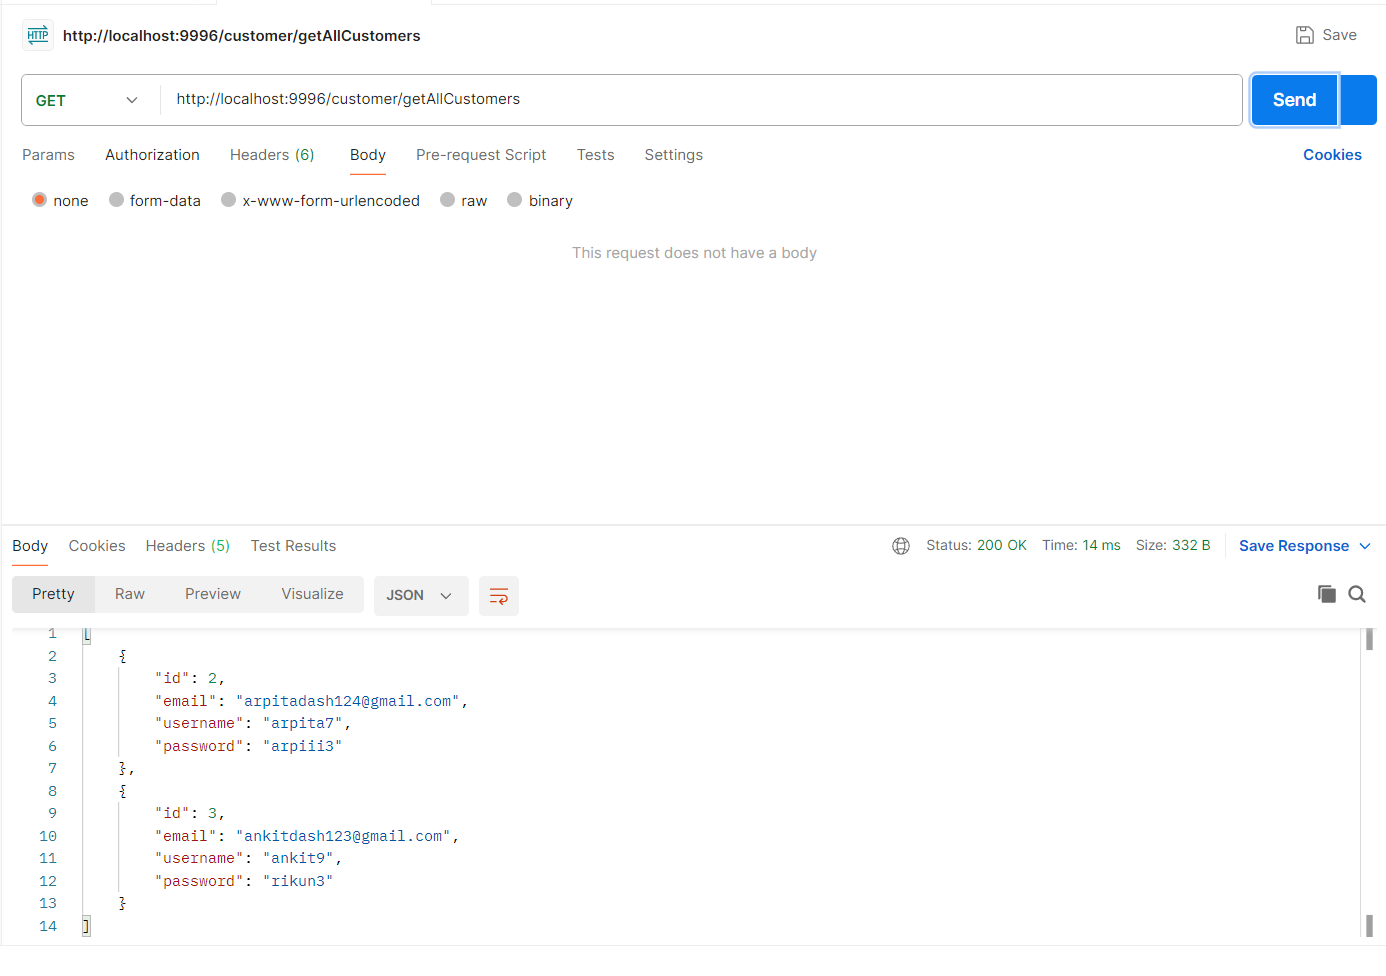 HTTP http://localhost:9996/customer/getAllCustomers Save
GET http://localhost:9996/customer/getAllCustomers Send
Params Authorization Headers (6) Body Pre-request Script Tests Settings Cookies
none form-data x-www-form-urlencoded raw binary
This request does not have a body
Body Cookies Headers (5) Test Results Status: 200 OK Time: 14 ms Size: 332 B Save Response
Pretty Raw Preview Visualize JSON
1 [
2 {
3 "id": 2,
4 "email": "arpitadash124@gmail.com",
5 "username": "arpita7",
6 "password": "arpiii3"
7 },
8 {
9 "id": 3,
10 "email": "ankitdash123@gmail.com",
11 "username": "ankit9",
12 "password": "rikun3"
13 }
14 ]